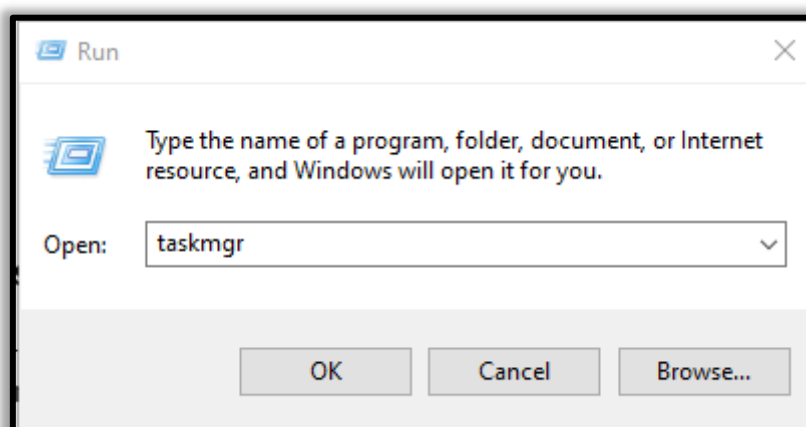 Run
Type the name of a program, folder, document, or Internet
resource, and Windows will open it for you.
Open: taskmgr
OK Cancel Browse...